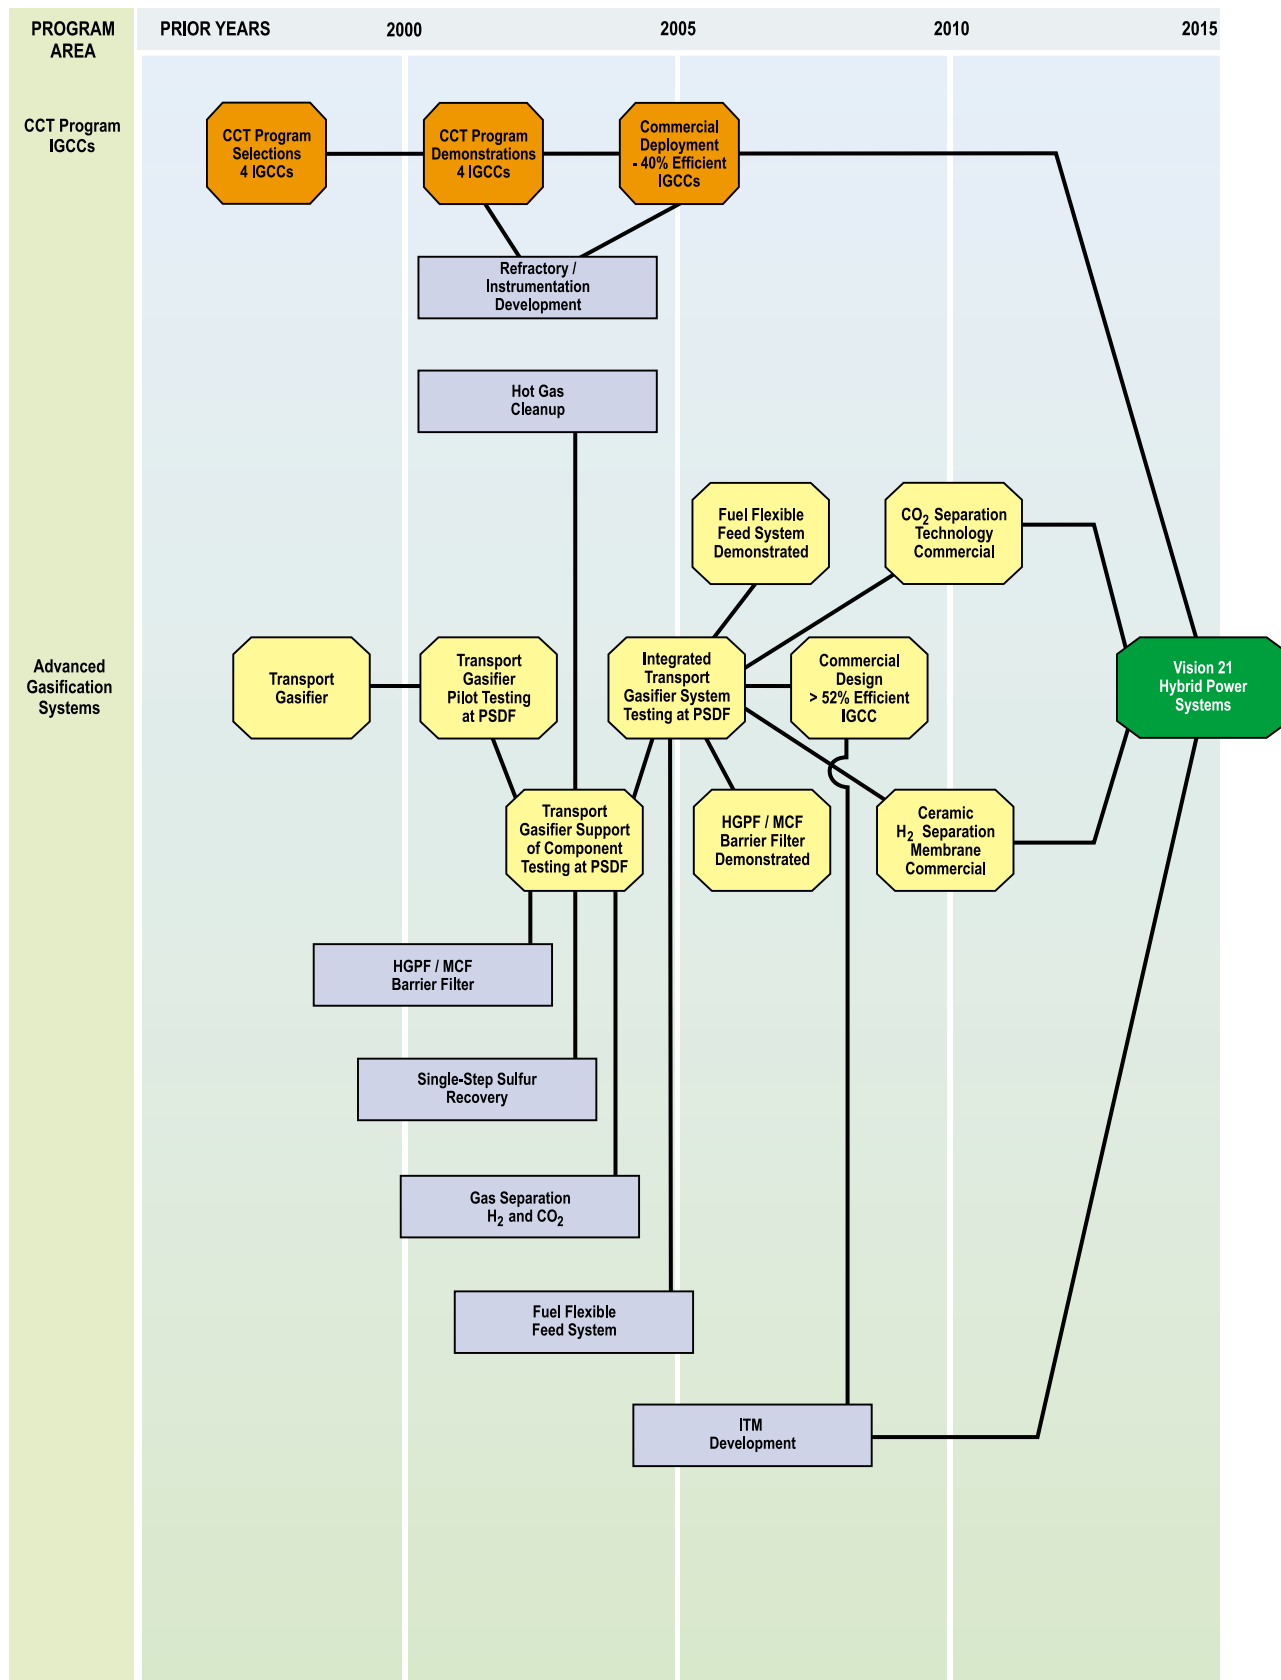 PROGRAM
AREA
PRIOR YEARS
2000
2005
2010
2015
CCT Program
IGCCs
CCT Program
Selections
4 IGCCs
CCT Program
Demonstrations
4 IGCCs
Commercial
Deployment
- 40% Efficient
IGCCs
Refractory /
Instrumentation
Development
Hot Gas
Cleanup
Fuel Flexible
Feed System
Demonstrated
CO₂ Separation
Technology
Commercial
Advanced
Gasification
Systems
Transport
Gasifier
Transport
Gasifier
Pilot Testing
at PSDF
Integrated
Transport
Gasifier System
Testing at PSDF
Commercial
Design
> 52% Efficient
IGCC
Vision 21
Hybrid Power
Systems
Transport
Gasifier Support
of Component
Testing at PSDF
HGPF / MCF
Barrier Filter
Demonstrated
Ceramic
H₂ Separation
Membrane
Commercial
HGPF / MCF
Barrier Filter
Single-Step Sulfur
Recovery
Gas Separation
H₂ and CO₂
Fuel Flexible
Feed System
ITM
Development